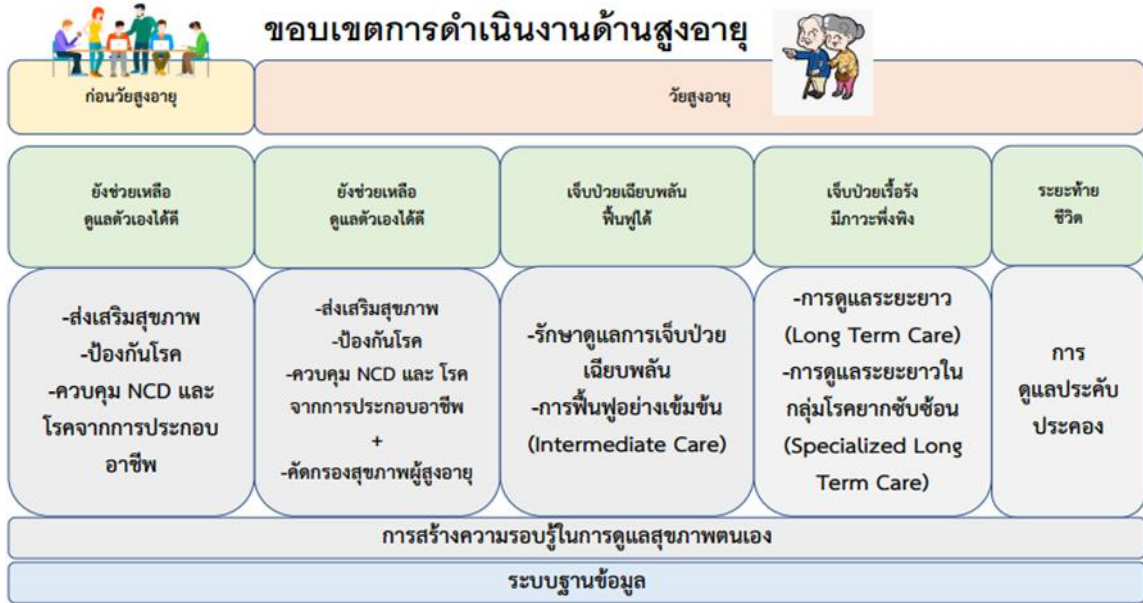 ขอบเขตการดำเนินงานด้านสูงอายุ
ก่อนวัยสูงอายุ
วัยสูงอายุ
ยังช่วยเหลือ
ดูแลตัวเองได้ดี
ยังช่วยเหลือ
ดูแลตัวเองได้ดี
เจ็บป่วยเฉียบพลัน
ฟื้นฟูได้
เจ็บป่วยเรื้อรัง
มีภาวะพึ่งพิง
ระยะท้าย
ชีวิต
-ส่งเสริมสุขภาพ
-ป้องกันโรค
-ควบคุม NCD และ
โรคจากการประกอบ
อาชีพ
-ส่งเสริมสุขภาพ
-ป้องกันโรค
-ควบคุม NCD และ โรค
จากการประกอบอาชีพ
+
-คัดกรองสุขภาพผู้สูงอายุ
-รักษาดูแลการเจ็บป่วย
เฉียบพลัน
-การฟื้นฟูอย่างเข้มข้น
(Intermediate Care)
-การดูแลระยะยาว
(Long Term Care)
-การดูแลระยะยาวใน
กลุ่มโรคยากซับซ้อน
(Specialized Long
Term Care)
การ
ดูแลประคับ
ประคอง
การสร้างความรอบรู้ในการดูแลสุขภาพตนเอง
ระบบฐานข้อมูล